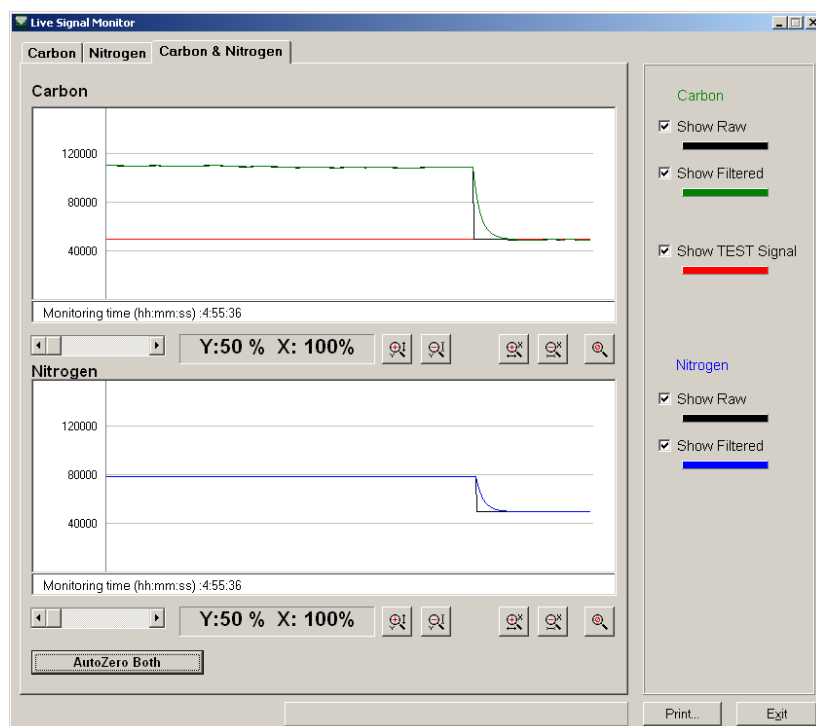 Live Signal Monitor
Carbon Nitrogen Carbon & Nitrogen
Carbon
120000
80000
40000
Monitoring time (hh:mm:ss) :4:55:36
Y:50 % X: 100%
Nitrogen
120000
80000
40000
Monitoring time (hh:mm:ss) :4:55:36
Y:50 % X: 100%
AutoZero Both
Carbon
Show Raw
Show Filtered
Show TEST Signal
Nitrogen
Show Raw
Show Filtered
Print...
Exit